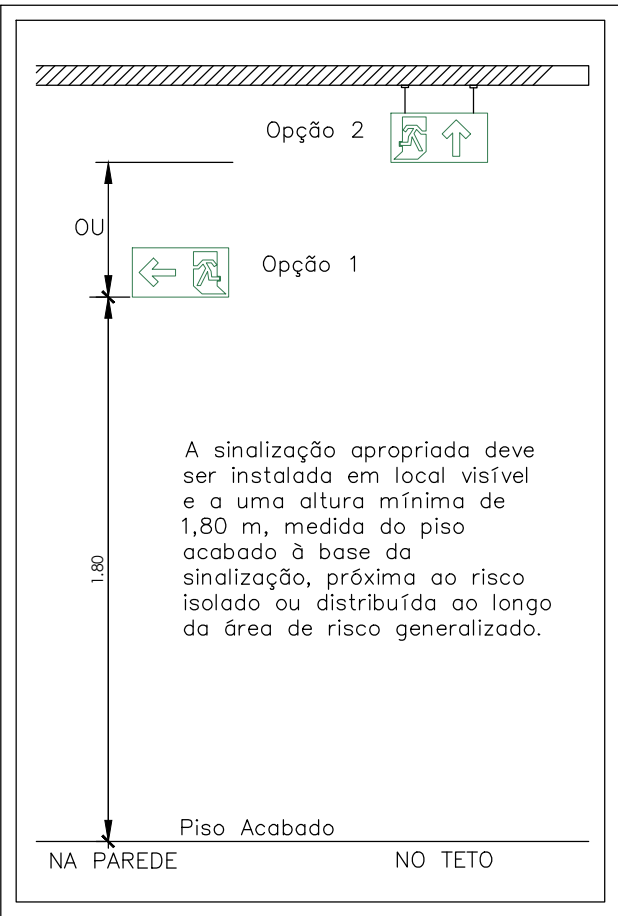 Opção 2
OU
Opção 1
A sinalização apropriada deve
ser instalada em local visível
e a uma altura mínima de
1,80 m, medida do piso
acabado à base da
sinalização, próxima ao risco
isolado ou distribuída ao longo
da área de risco generalizado.
1.80
Piso Acabado
NA PAREDE
NO TETO